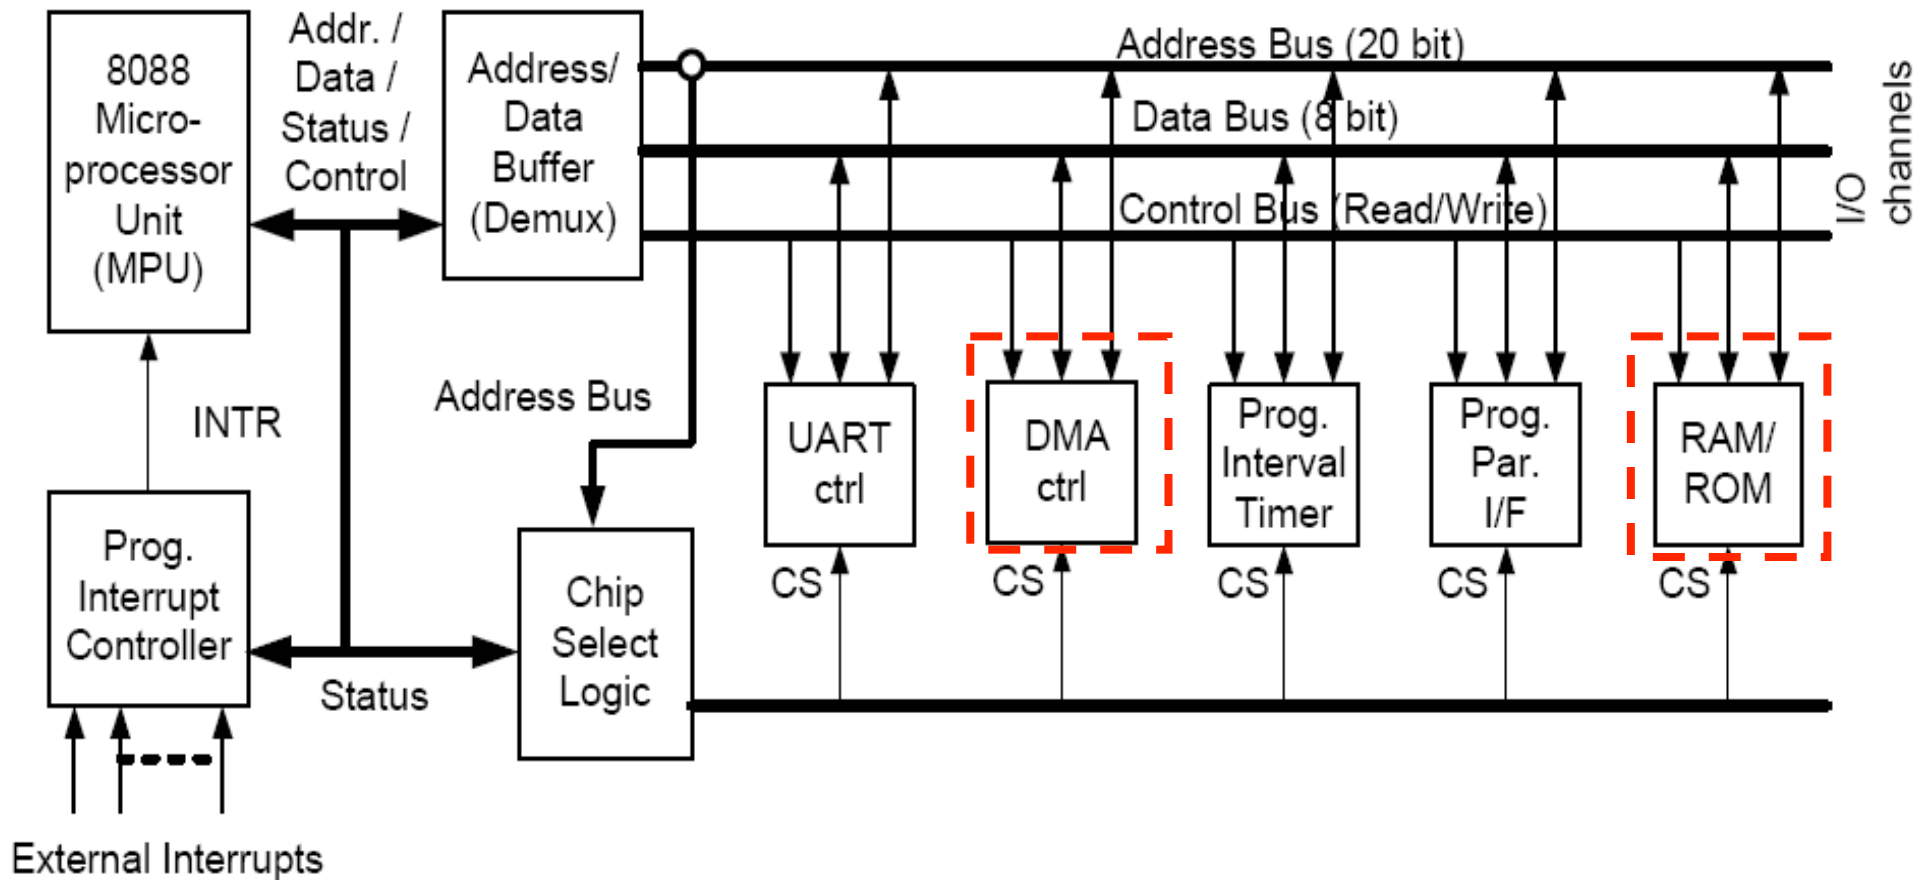 8088
Micro-
processor
Unit
(MPU)
Addr. /
Data /
Status /
Control
Address/
Data
Buffer
(Demux)
Address Bus (20 bit)
Data Bus (8 bit)
Control Bus (Read/Write)
I/O
channels
INTR
Address Bus
UART
ctrl
DMA
ctrl
Prog.
Interval
Timer
Prog.
Par.
I/F
RAM/
ROM
Prog.
Interrupt
Controller
Status
Chip
Select
Logic
CS
CS
CS
CS
CS
External Interrupts